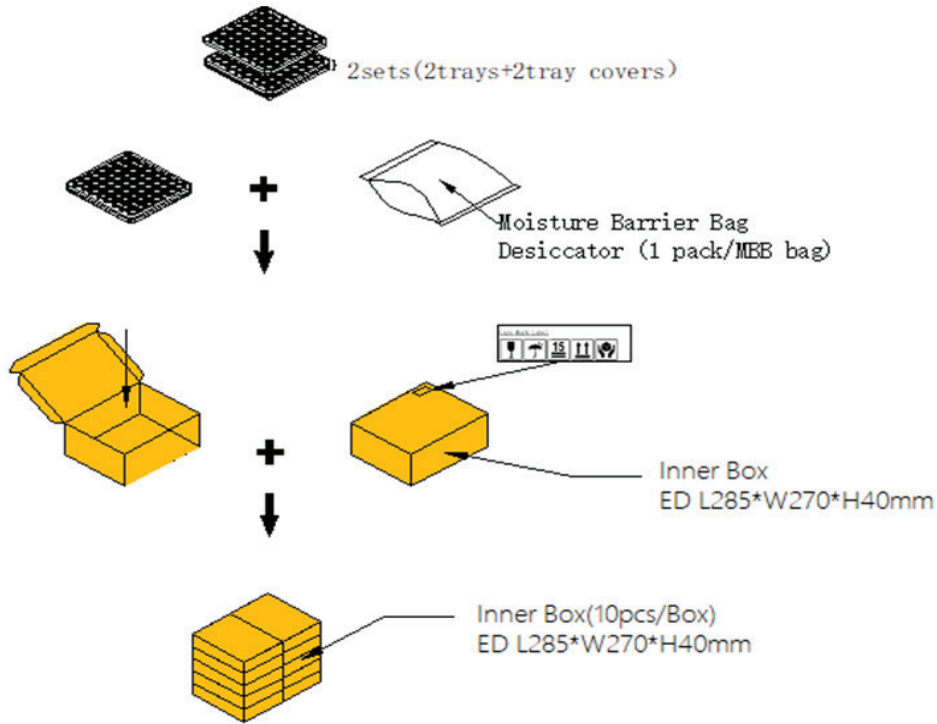 2sets(2trays+2tray covers)
Moisture Barrier Bag
Desiccator (1 pack/MBB bag)
15
Inner Box
ED L285*W270*H40mm
Inner Box(10pcs/Box)
ED L285*W270*H40mm